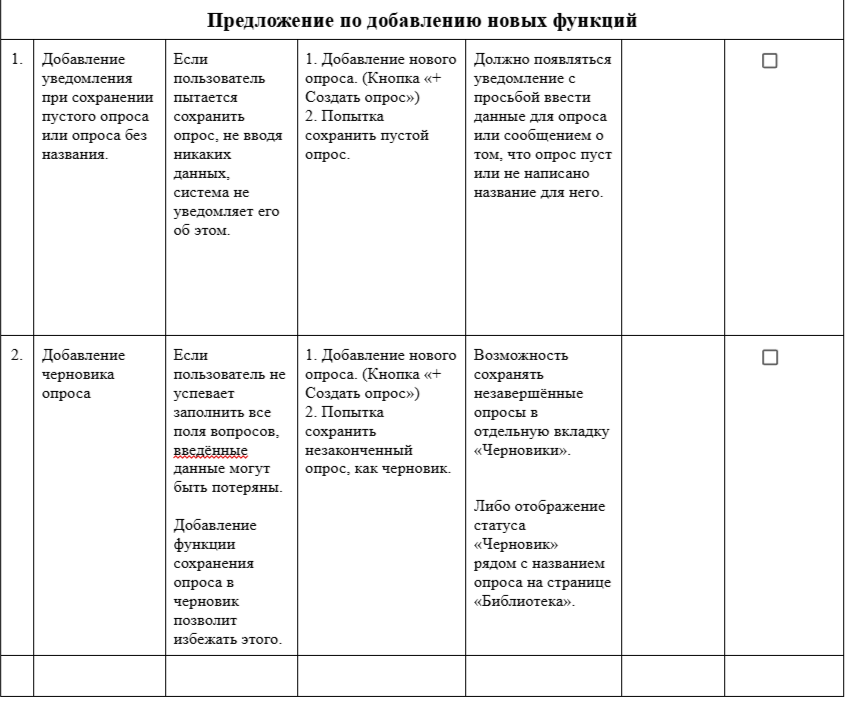 Предложение по добавлению новых функций
1.
Добавление
уведомления
при сохранении
пустого опроса
или опроса без
названия.
Если
пользователь
пытается
сохранить
опрос, не вводя
никаких
данных,
система не
уведомляет его
об этом.
1. Добавление нового
опроса. (Кнопка «+
Создать опрос»)
2. Попытка
сохранить пустой
опрос.
Должно появляться
уведомление с
просьбой ввести
данные для опроса
или сообщением о
том, что опрос пуст
или не написано
название для него.
2.
Добавление
черновика
опроса
Если
пользователь не
успевает
заполнить все
поля вопросов,
введённые
данные могут
быть потеряны.
Добавление
функции
сохранения
опроса в
черновик
позволит
избежать этого.
1. Добавление нового
опроса. (Кнопка «+
Создать опрос»)
2. Попытка
сохранить
незаконченный
опрос, как черновик.
Возможность
сохранять
незавершённые
опросы в
отдельную вкладку
«Черновики».
Либо отображение
статуса
«Черновик»
рядом с названием
опроса на странице
«Библиотека».